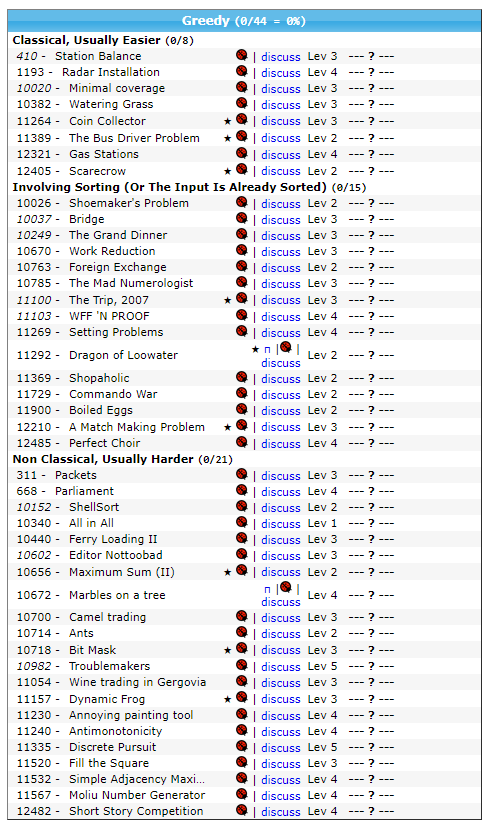 Greedy (0/44 = 0%)
Classical, Usually Easier (0/8)
410 - Station Balance | discuss Lev 3 --- ? ---
1193 - Radar Installation | discuss Lev 4 --- ? ---
10020 - Minimal coverage | discuss Lev 3 --- ? ---
10382 - Watering Grass | discuss Lev 3 --- ? ---
11264 - Coin Collector ★ | discuss Lev 3 --- ? ---
11389 - The Bus Driver Problem ★ | discuss Lev 2 --- ? ---
12321 - Gas Stations | discuss Lev 4 --- ? ---
12405 - Scarecrow ★ | discuss Lev 2 --- ? ---
Involving Sorting (Or The Input Is Already Sorted) (0/15)
10026 - Shoemaker's Problem | discuss Lev 2 --- ? ---
10037 - Bridge | discuss Lev 3 --- ? ---
10249 - The Grand Dinner | discuss Lev 3 --- ? ---
10670 - Work Reduction | discuss Lev 3 --- ? ---
10763 - Foreign Exchange | discuss Lev 2 --- ? ---
10785 - The Mad Numerologist | discuss Lev 3 --- ? ---
11100 - The Trip, 2007 ★ | discuss Lev 3 --- ? ---
11103 - WFF 'N PROOF | discuss Lev 4 --- ? ---
11269 - Setting Problems | discuss Lev 4 --- ? ---
11292 - Dragon of Loowater ★ n | | discuss Lev 2 --- ? ---
11369 - Shopaholic | discuss Lev 2 --- ? ---
11729 - Commando War | discuss Lev 2 --- ? ---
11900 - Boiled Eggs | discuss Lev 2 --- ? ---
12210 - A Match Making Problem ★ | discuss Lev 3 --- ? ---
12485 - Perfect Choir | discuss Lev 4 --- ? ---
Non Classical, Usually Harder (0/21)
311 - Packets | discuss Lev 3 --- ? ---
668 - Parliament | discuss Lev 4 --- ? ---
10152 - ShellSort | discuss Lev 2 --- ? ---
10340 - All in All | discuss Lev 1 --- ? ---
10440 - Ferry Loading II | discuss Lev 3 --- ? ---
10602 - Editor Nottoobad | discuss Lev 3 --- ? ---
10656 - Maximum Sum (II) ★ | discuss Lev 2 --- ? ---
10672 - Marbles on a tree n | | discuss Lev 4 --- ? ---
10700 - Camel trading | discuss Lev 3 --- ? ---
10714 - Ants | discuss Lev 2 --- ? ---
10718 - Bit Mask ★ | discuss Lev 3 --- ? ---
10982 - Troublemakers | discuss Lev 5 --- ? ---
11054 - Wine trading in Gergovia | discuss Lev 3 --- ? ---
11157 - Dynamic Frog ★ | discuss Lev 3 --- ? ---
11230 - Annoying painting tool | discuss Lev 4 --- ? ---
11240 - Antimonotonicity | discuss Lev 4 --- ? ---
11335 - Discrete Pursuit | discuss Lev 5 --- ? ---
11520 - Fill the Square | discuss Lev 3 --- ? ---
11532 - Simple Adjacency Maxi... | discuss Lev 4 --- ? ---
11567 - Moliu Number Generator | discuss Lev 4 --- ? ---
12482 - Short Story Competition | discuss Lev 4 --- ? ---